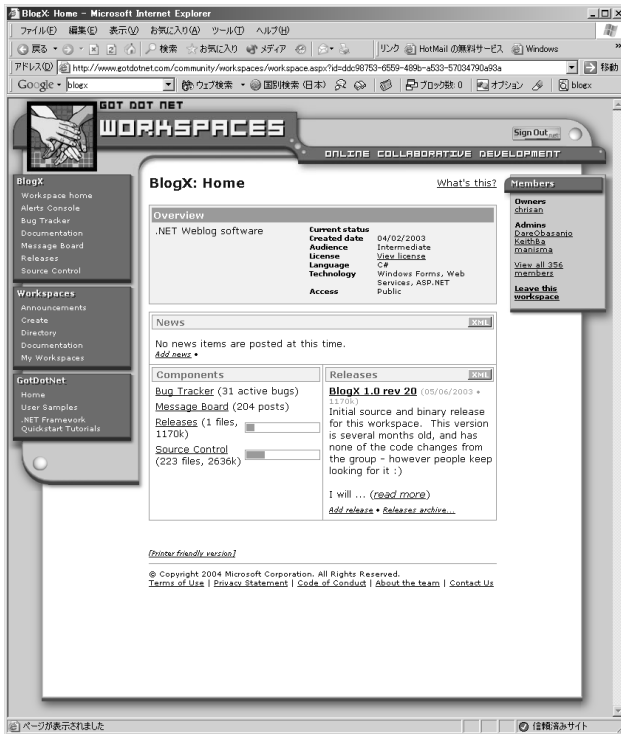 BlogX: Home - Microsoft Internet Explorer
ファイル(F) 編集(E) 表示(V) お気に入り(A) ツール(T) ヘルプ(H)
戻る 検索 お気に入り メディア リンク HotMail の無料サービス Windows »
アドレス(D) http://www.gotdotnet.com/community/workspaces/workspace.aspx?id=ddc98753-6559-489b-a533-57034790a93a 移動
Google blogx ウェブ検索 国別検索 (日本) ブロック数: 0 オプション blogx
GOT DOT NET
WORKSPACES
Sign Out .net
ONLINE COLLABORATIVE DEVELOPMENT
BlogX
Workspace home
Alerts Console
Bug Tracker
Documentation
Message Board
Releases
Source Control
Workspaces
Announcements
Create
Directory
Documentation
My Workspaces
GotDotNet
Home
User Samples
.NET Framework
Quickstart Tutorials
BlogX: Home What's this?
Overview
.NET Weblog software
Current status
Created date 04/02/2003
Audience Intermediate
License View license
Language C#
Technology Windows Forms, Web
Services, ASP.NET
Access Public
News XML
No news items are posted at this time.
Add news •
Components
Bug Tracker (31 active bugs)
Message Board (204 posts)
Releases (1 files,
1170k)
Source Control
(223 files, 2636k)
Releases XML
BlogX 1.0 rev 20 (05/06/2003 •
1170k)
Initial source and binary release
for this workspace. This version
is several months old, and has
none of the code changes from
the group - however people keep
looking for it :)
I will ... (read more)
Add release • Releases archive...
Members
Owners
chrisan
Admins
DareObasanjo
KeithBa
manisma
View all 356
members
Leave this
workspace
[Printer friendly version]
© Copyright 2004 Microsoft Corporation. All Rights Reserved.
Terms of Use | Privacy Statement | Code of Conduct | About the team | Contact Us
ページが表示されました 信頼済みサイト